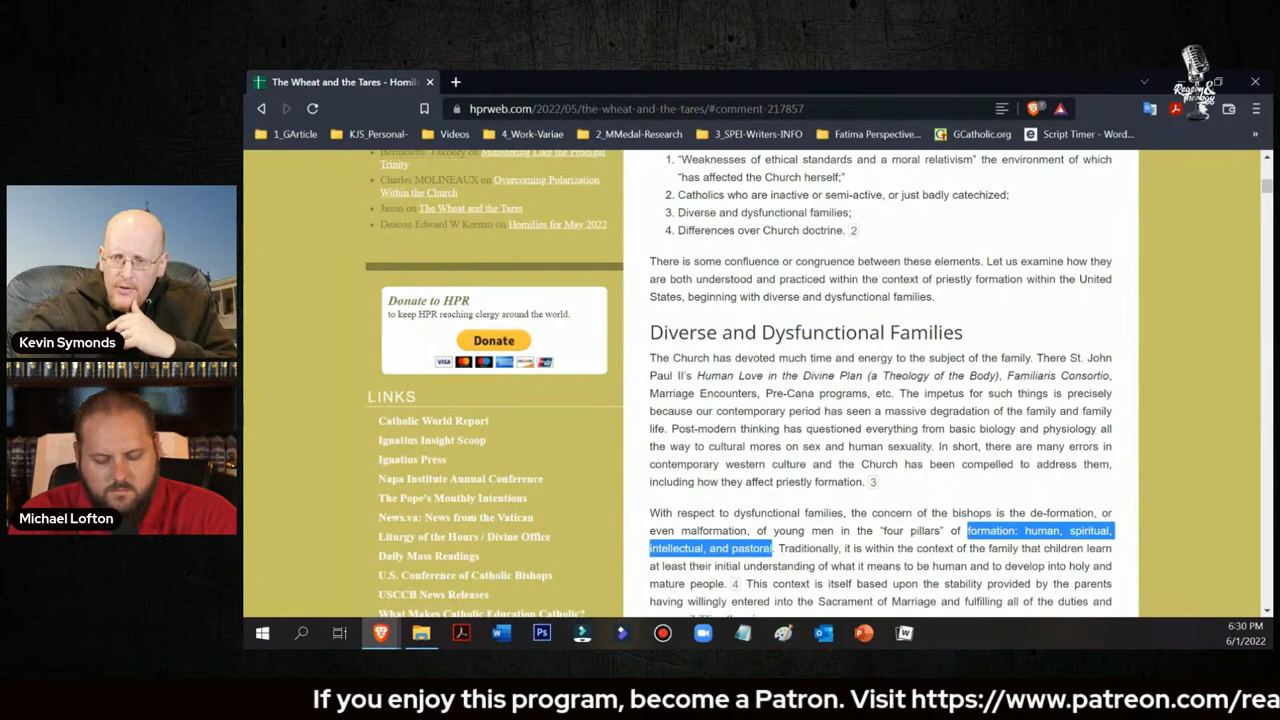 The Wheat and the Tares - Homil
hprweb.com/2022/05/the-wheat-and-the-tares/#comment-217857
Reason &
Theology
1_GArticle
KJS_Personal-
Videos
4_Work-Variae
2_MMedal-Research
3_SPEI-Writers-INFO
Fatima Perspective...
GCatholic.org
Script Timer - Word...
Bernadette. Takoory on Ministering Like the Prodigal
Trinity
Charles MOLINEAUX on Overcoming Polarization
Within the Church
Jason on The Wheat and the Tares
Deacon Edward W Kernan on Homilies for May 2022
Donate to HPR
to keep HPR reaching clergy around the world.
Donate
VISA
LINKS
Catholic World Report
Ignatius Insight Scoop
Ignatius Press
Napa Institute Annual Conference
The Pope's Monthly Intentions
News.va: News from the Vatican
Liturgy of the Hours / Divine Office
Daily Mass Readings
U.S. Conference of Catholic Bishops
USCCB News Releases
What Makes Catholic Education Catholic?
1. “Weaknesses of ethical standards and a moral relativism” the environment of which
“has affected the Church herself;”
2. Catholics who are inactive or semi-active, or just badly catechized;
3. Diverse and dysfunctional families;
4. Differences over Church doctrine. 2
There is some confluence or congruence between these elements. Let us examine how they
are both understood and practiced within the context of priestly formation within the United
States, beginning with diverse and dysfunctional families.
Diverse and Dysfunctional Families
The Church has devoted much time and energy to the subject of the family. There St. John
Paul II’s Human Love in the Divine Plan (a Theology of the Body), Familiaris Consortio,
Marriage Encounters, Pre-Cana programs, etc. The impetus for such things is precisely
because our contemporary period has seen a massive degradation of the family and family
life. Post-modern thinking has questioned everything from basic biology and physiology all
the way to cultural mores on sex and human sexuality. In short, there are many errors in
contemporary western culture and the Church has been compelled to address them,
including how they affect priestly formation. 3
With respect to dysfunctional families, the concern of the bishops is the de-formation, or
even malformation, of young men in the “four pillars” of formation: human, spiritual,
intellectual, and pastoral. Traditionally, it is within the context of the family that children learn
at least their initial understanding of what it means to be human and to develop into holy and
mature people. 4 This context is itself based upon the stability provided by the parents
having willingly entered into the Sacrament of Marriage and fulfilling all of the duties and
Kevin Symonds
Michael Lofton
6:30 PM
6/1/2022
If you enjoy this program, become a Patron. Visit https://www.patreon.com/rea